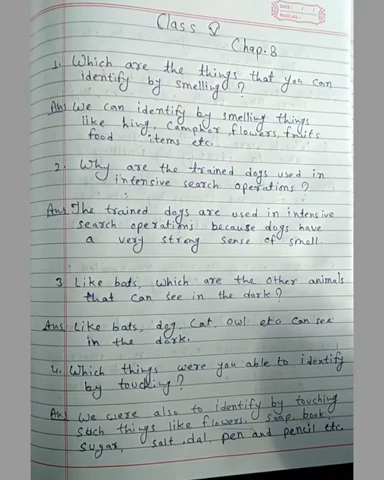 DATE: / /
PAGE NO.:
Class
Chap. 8
1. Which are the things that you can
identify by smelling?
Ans We can identify by smelling things
like hing, camphor, flowers, fruits
food items etc.
2. Why are the trained dogs used in
intensive search operations?
Ans The trained dogs are used in intensive
search operations because dogs have
a very strong sense of smell.
3 Like bats, which are the other animals
that can see in the dark?
Ans Like bats, dog, cat, owl etc can see
in the dark.
4. Which things were you able to identify
by touching?
Ans We were also to identify by touching
such things like flowers, soap, book,
sugar, salt, dal, pen and pencil etc.